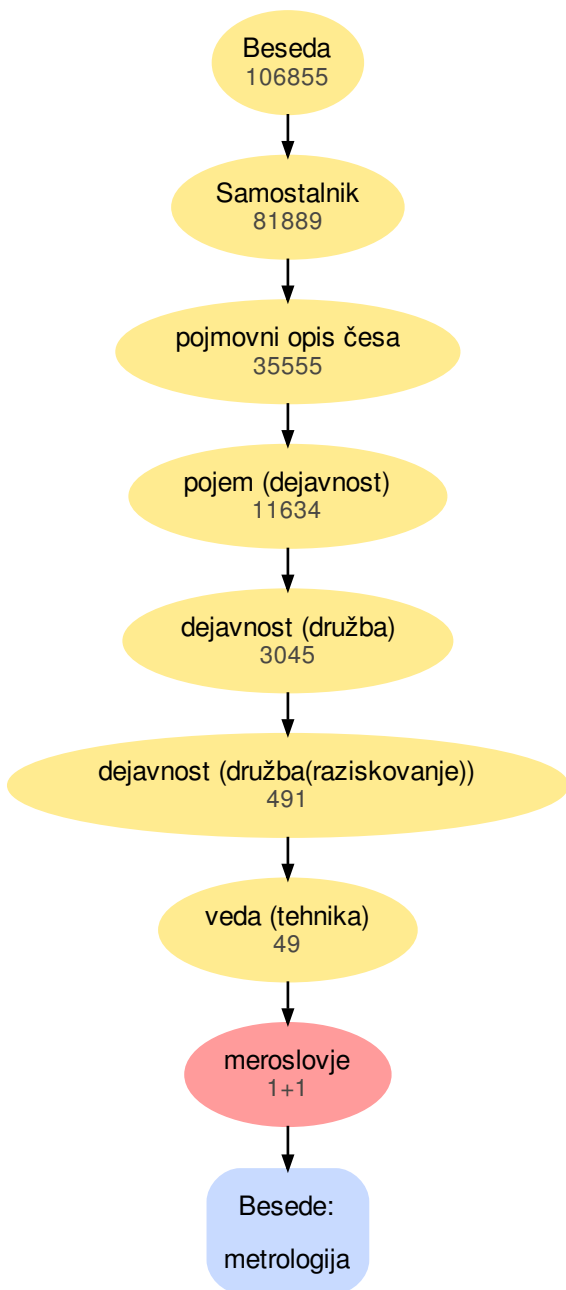 Beseda
106855
Samostalnik
81889
pojmovni opis česa
35555
pojem (dejavnost)
11634
dejavnost (družba)
3045
dejavnost (družba(raziskovanje))
491
veda (tehnika)
49
meroslovje
1+1
Besede:
metrologija